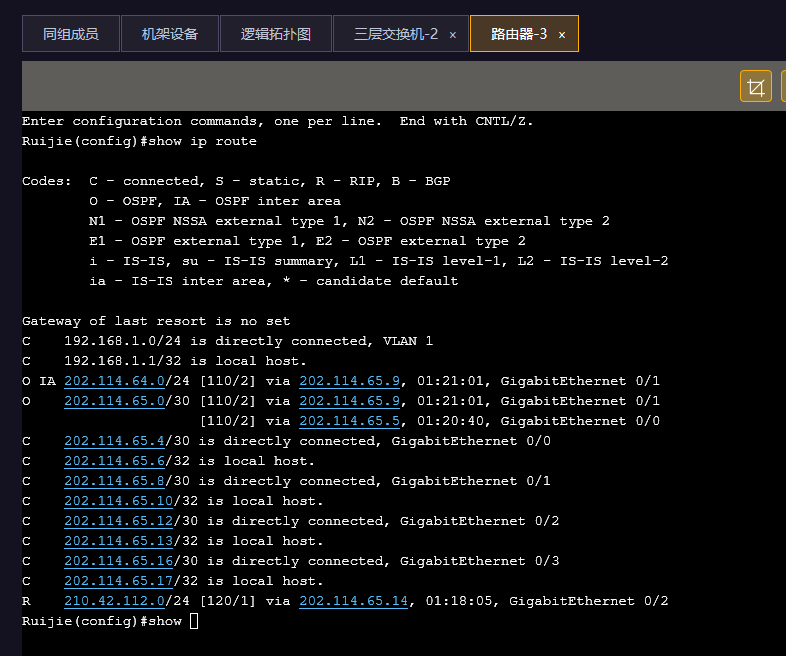 同组成员 机架设备 逻辑拓扑图 三层交换机-2 × 路由器-3 ×
Enter configuration commands, one per line.  End with CNTL/Z.
Ruijie(config)#show ip route
Codes:  C - connected, S - static, R - RIP, B - BGP
        O - OSPF, IA - OSPF inter area
        N1 - OSPF NSSA external type 1, N2 - OSPF NSSA external type 2
        E1 - OSPF external type 1, E2 - OSPF external type 2
        i - IS-IS, su - IS-IS summary, L1 - IS-IS level-1, L2 - IS-IS level-2
        ia - IS-IS inter area, * - candidate default
Gateway of last resort is no set
C    192.168.1.0/24 is directly connected, VLAN 1
C    192.168.1.1/32 is local host.
O IA 202.114.64.0/24 [110/2] via 202.114.65.9, 01:21:01, GigabitEthernet 0/1
O    202.114.65.0/30 [110/2] via 202.114.65.9, 01:21:01, GigabitEthernet 0/1
                     [110/2] via 202.114.65.5, 01:20:40, GigabitEthernet 0/0
C    202.114.65.4/30 is directly connected, GigabitEthernet 0/0
C    202.114.65.6/32 is local host.
C    202.114.65.8/30 is directly connected, GigabitEthernet 0/1
C    202.114.65.10/32 is local host.
C    202.114.65.12/30 is directly connected, GigabitEthernet 0/2
C    202.114.65.13/32 is local host.
C    202.114.65.16/30 is directly connected, GigabitEthernet 0/3
C    202.114.65.17/32 is local host.
R    210.42.112.0/24 [120/1] via 202.114.65.14, 01:18:05, GigabitEthernet 0/2
Ruijie(config)#show